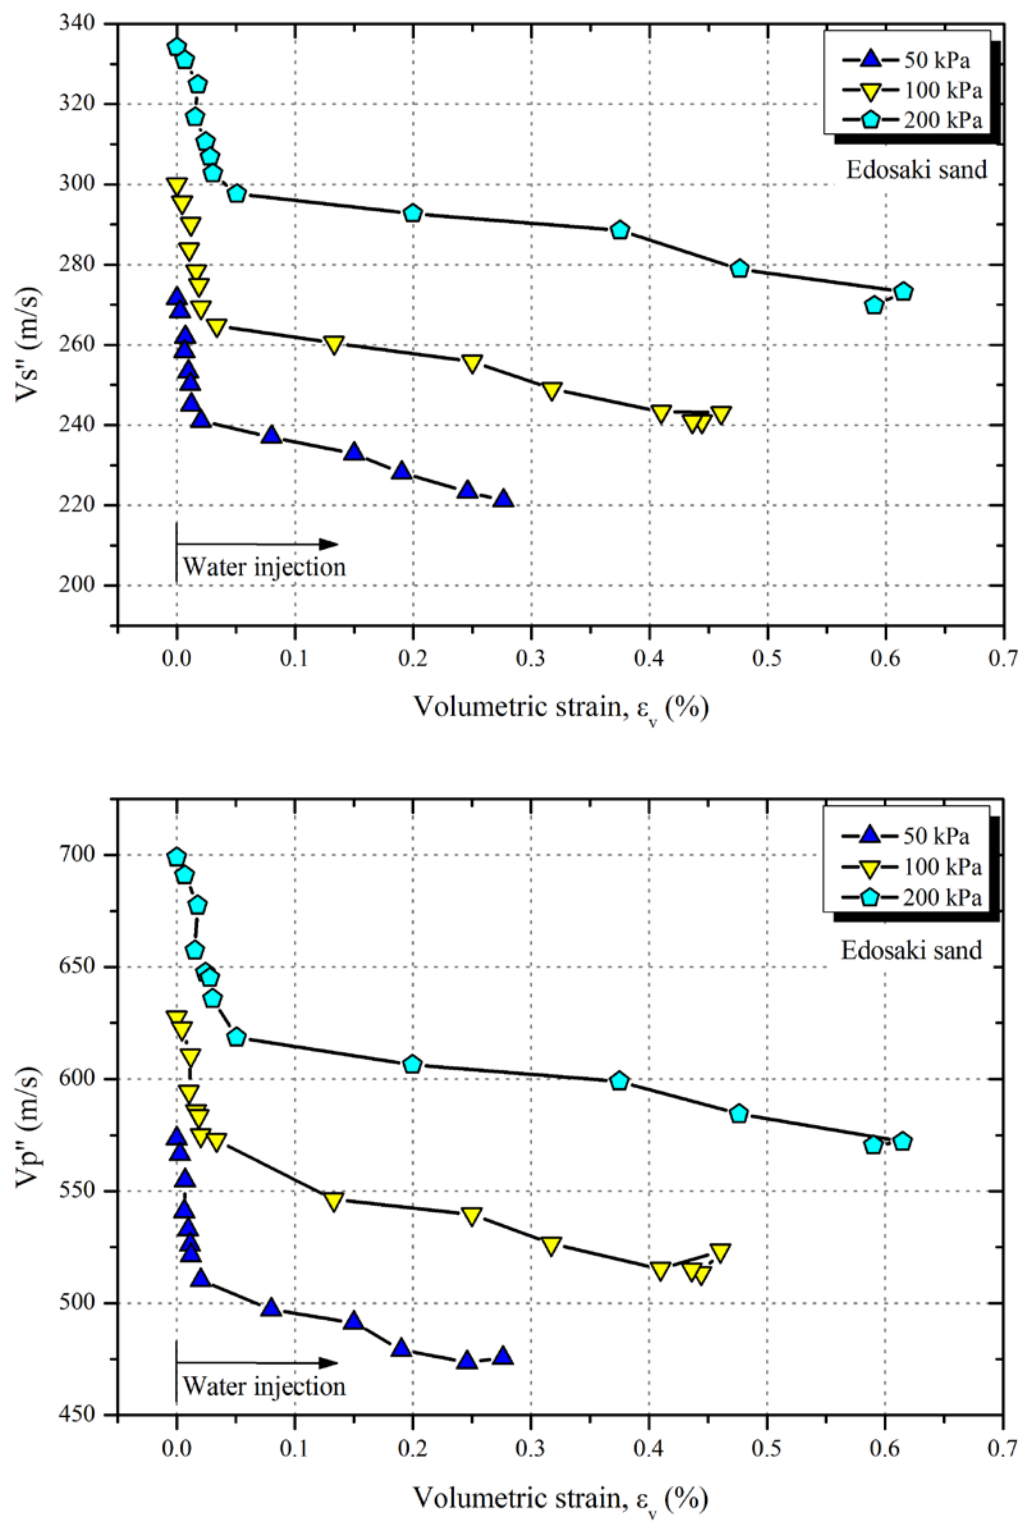 340
320
300
280
260
240
220
200
Vs" (m/s)
50 kPa
100 kPa
200 kPa
Edosaki sand
Water injection
0.0 0.1 0.2 0.3 0.4 0.5 0.6 0.7
Volumetric strain, εv (%)
700
650
600
550
500
450
Vp" (m/s)
50 kPa
100 kPa
200 kPa
Edosaki sand
Water injection
0.0 0.1 0.2 0.3 0.4 0.5 0.6 0.7
Volumetric strain, εv (%)